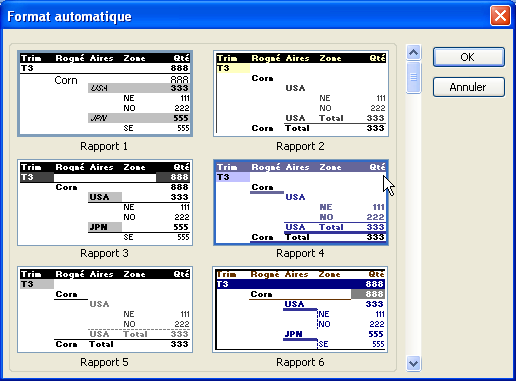 Format automatique
OK
Annuler
Trim Rogné Aires Zone Qté
T3 888
Corn 888
USA 333
NE 111
NO 222
JPN 555
SE 555
Rapport 1
Trim Rogné Aires Zone Qté
T3
Corn
USA
NE 111
NO 222
USA Total 333
Corn Total 333
Rapport 2
Trim Rogné Aires Zone Qté
T3 888
Corn 888
USA 333
NE 111
NO 222
JPN 555
SE 555
Rapport 3
Trim Rogné Aires Zone Qté
T3
Corn
USA
NE 111
NO 222
USA Total 333
Corn Total 333
Rapport 4
Trim Rogné Aires Zone Qté
T3
Corn
USA
NE 111
NO 222
USA Total 333
Corn Total 333
Rapport 5
Trim Rogné Aires Zone Qté
T3 888
Corn 888
USA 333
NE 111
NO 222
JPN 555
SE 555
Rapport 6